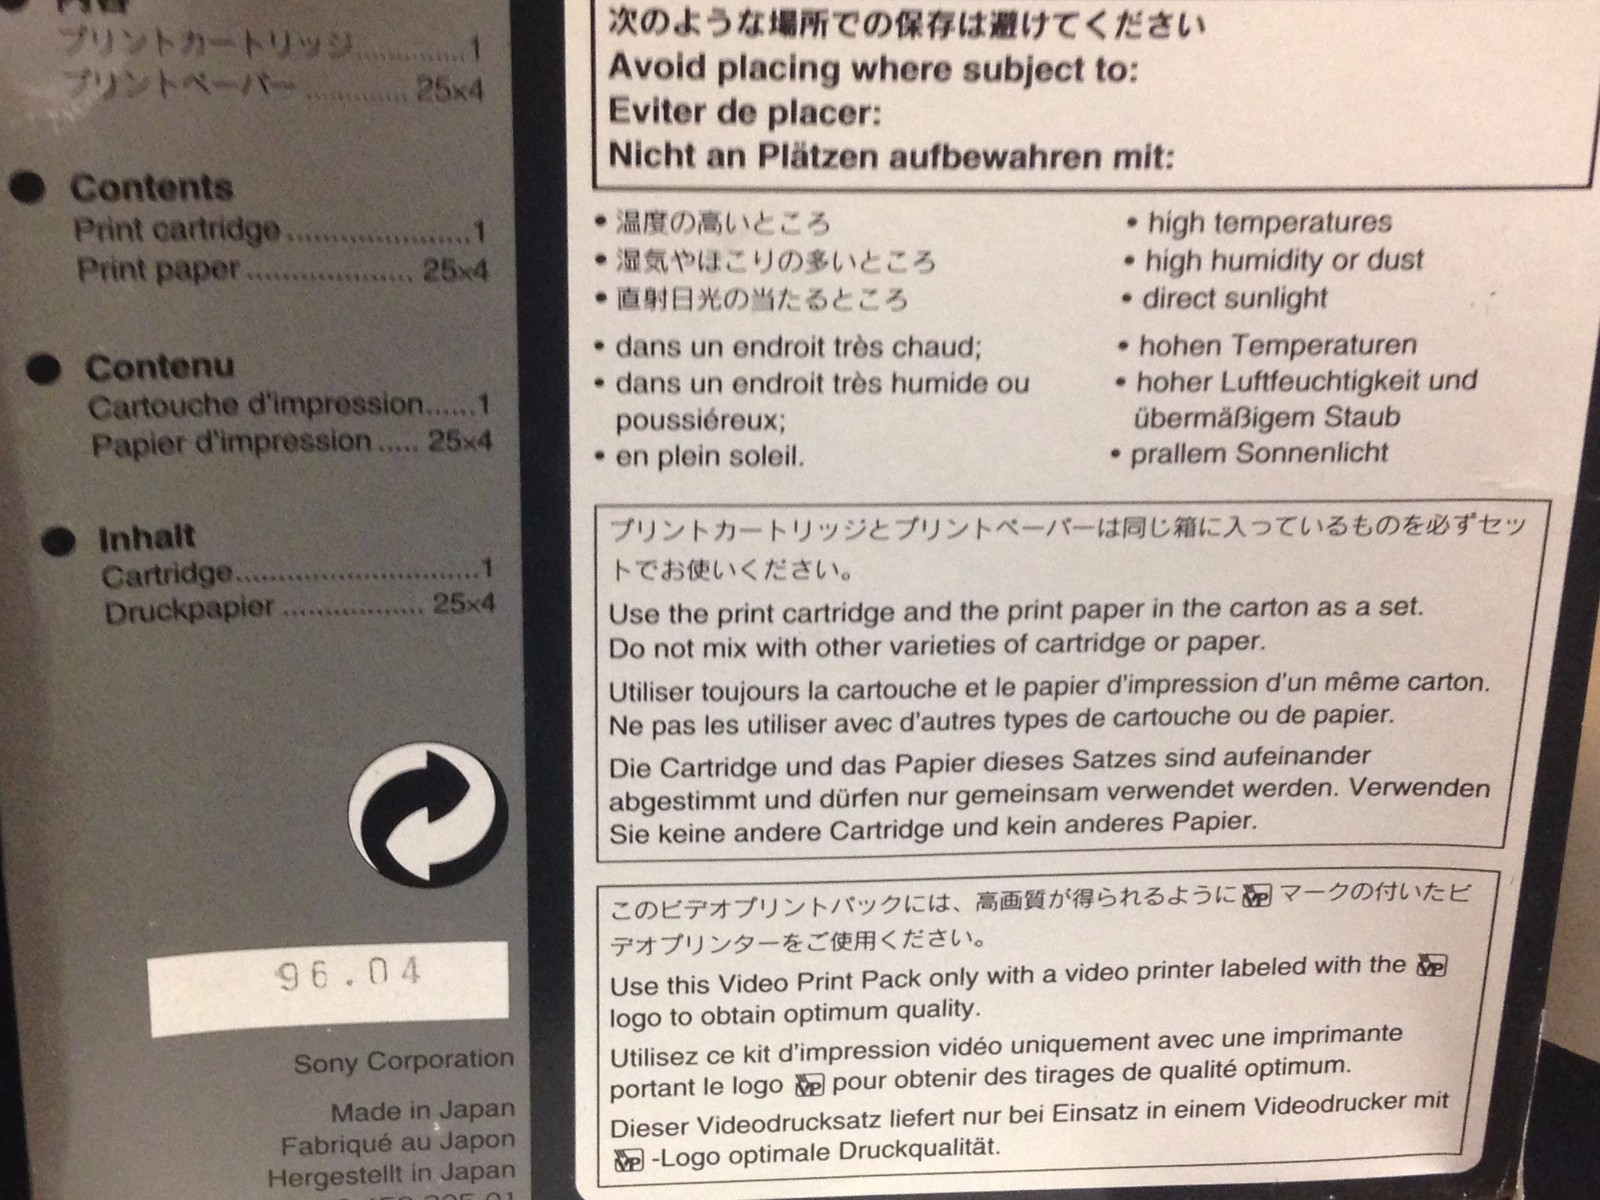 プリントカートリッジ..............1
プリントペーパー ............ 25×4
Contents
Print cartridge......................1
Print paper .................... 25×4
Contenu
Cartouche d'impression......1
Papier d'impression ..... 25×4
Inhalt
Cartridge.............................1
Druckpapier ................. 25×4
96.04
Sony Corporation
Made in Japan
Fabriqué au Japon
Hergestellt in Japan
次のような場所での保存は避けてください
Avoid placing where subject to:
Eviter de placer:
Nicht an Plätzen aufbewahren mit:
• 温度の高いところ
• 湿気やほこりの多いところ
• 直射日光の当たるところ
• high temperatures
• high humidity or dust
• direct sunlight
• dans un endroit très chaud;
• dans un endroit très humide ou
poussiéreux;
• en plein soleil.
• hohen Temperaturen
• hoher Luftfeuchtigkeit und
übermäßigem Staub
• prallem Sonnenlicht
プリントカートリッジとプリントペーパーは同じ箱に入っているものを必ずセッ
トでお使いください。
Use the print cartridge and the print paper in the carton as a set.
Do not mix with other varieties of cartridge or paper.
Utiliser toujours la cartouche et le papier d'impression d'un même carton.
Ne pas les utiliser avec d'autres types de cartouche ou de papier.
Die Cartridge und das Papier dieses Satzes sind aufeinander
abgestimmt und dürfen nur gemeinsam verwendet werden. Verwenden
Sie keine andere Cartridge und kein anderes Papier.
このビデオプリントパックには、高画質が得られるように VP マークの付いたビ
デオプリンターをご使用ください。
Use this Video Print Pack only with a video printer labeled with the VP
logo to obtain optimum quality.
Utilisez ce kit d'impression vidéo uniquement avec une imprimante
portant le logo VP pour obtenir des tirages de qualité optimum.
Dieser Videodrucksatz liefert nur bei Einsatz in einem Videodrucker mit
VP -Logo optimale Druckqualität.